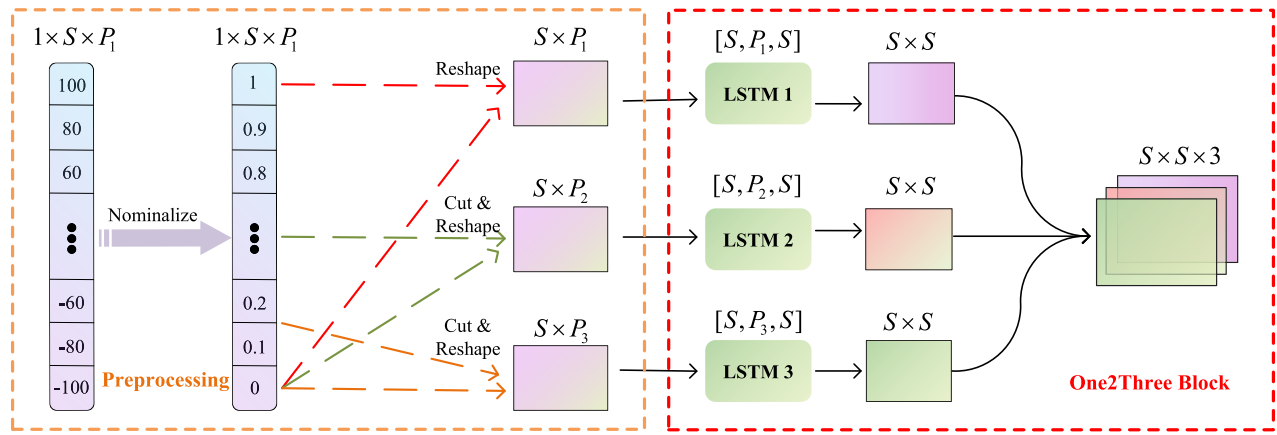 1×S×P₁
100
80
60
-60
-80
-100
Nominalize
Preprocessing
1×S×P₁
1
0.9
0.8
0.2
0.1
0
Reshape
Cut &
Reshape
Cut &
Reshape
S×P₁
S×P₂
S×P₃
[S,P₁,S]
LSTM 1
[S,P₂,S]
LSTM 2
[S,P₃,S]
LSTM 3
S×S
S×S
S×S
S×S×3
One2Three Block